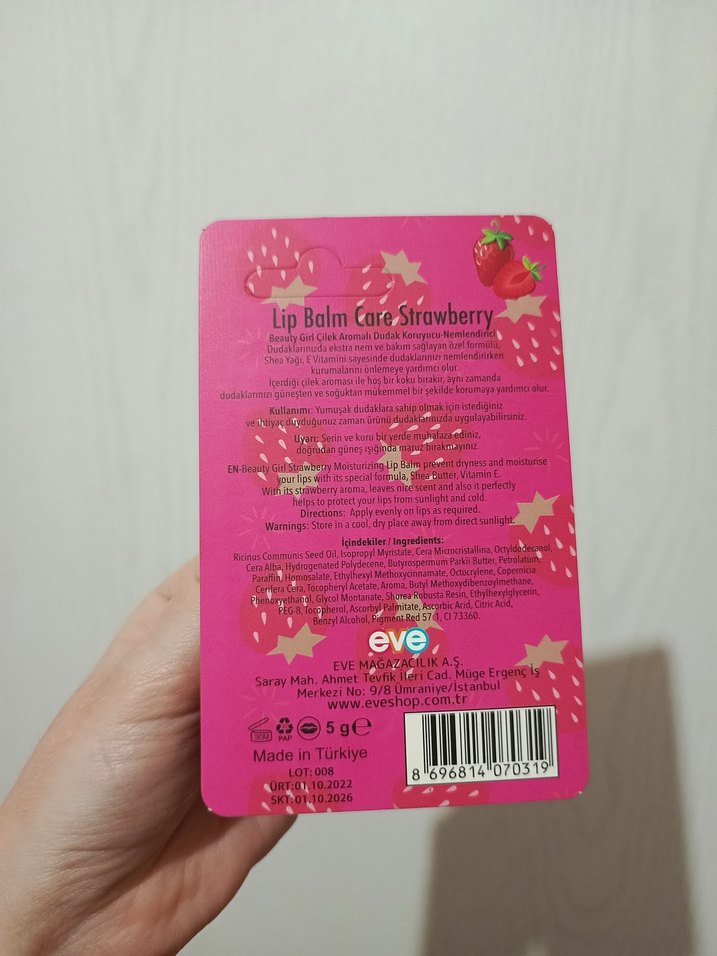 Lip Balm Care Strawberry
Beauty Girl Çilek Aromalı Dudak Koruyucu-Nemlendirici
Dudaklarınızda ekstra nem ve bakım sağlayan özel formülü,
Shea Yağı, E Vitamini sayesinde dudaklarınızı nemlendirirken
kurumalarını önlemeye yardımcı olur.
İçerdiği çilek aroması ile hoş bir koku bırakır, aynı zamanda
dudaklarınızı güneşten ve soğuktan mükemmel bir şekilde korumaya yardımcı olur.
Kullanımı: Yumuşak dudaklara sahip olmak için istediğiniz
ve ihtiyaç duyduğunuz zaman ürünü dudaklarınızda uygulayabilirsiniz.
Uyarı: Serin ve kuru bir yerde muhafaza ediniz,
doğrudan güneş ışığında maruz bırakmayınız.
EN-Beauty Girl Strawberry Moisturizing Lip Balm prevent dryness and moisturise
your lips with its special formula, Shea Butter, Vitamin E.
With its strawberry aroma, leaves nice scent and also it perfectly
helps to protect your lips from sunlight and cold.
Directions: Apply evenly on lips as required.
Warnings: Store in a cool, dry place away from direct sunlight.
İçindekiler / Ingredients:
Ricinus Communis Seed Oil, Isopropyl Myristate, Cera Microcristallina, Octyldodecanol,
Cera Alba, Hydrogenated Polydecene, Butyrospermum Parkii Butter, Petrolatum,
Paraffin, Homosalate, Ethylhexyl Methoxycinnamate, Octocrylene, Copernicia
Cerifera Cera, Tocopheryl Acetate, Aroma, Butyl Methoxydibenzoylmethane,
Phenoxyethanol, Glycol Montanate, Shorea Robusta Resin, Ethylhexylglycerin,
PEG-8, Tocopherol, Ascorbyl Palmitate, Ascorbic Acid, Citric Acid,
Benzyl Alcohol, Pigment Red 57:1, CI 73360.
eve
EVE MAĞAZACILIK A.Ş.
Saray Mah. Ahmet Tevfik İleri Cad. Müge Ergenç İş
Merkezi No: 9/8 Ümraniye/İstanbul
www.eveshop.com.tr
30M
21
PAP
5 g e
Made in Türkiye
LOT: 008
ÜRT:01.10.2022
SKT:01.10.2026
8 696814 070319